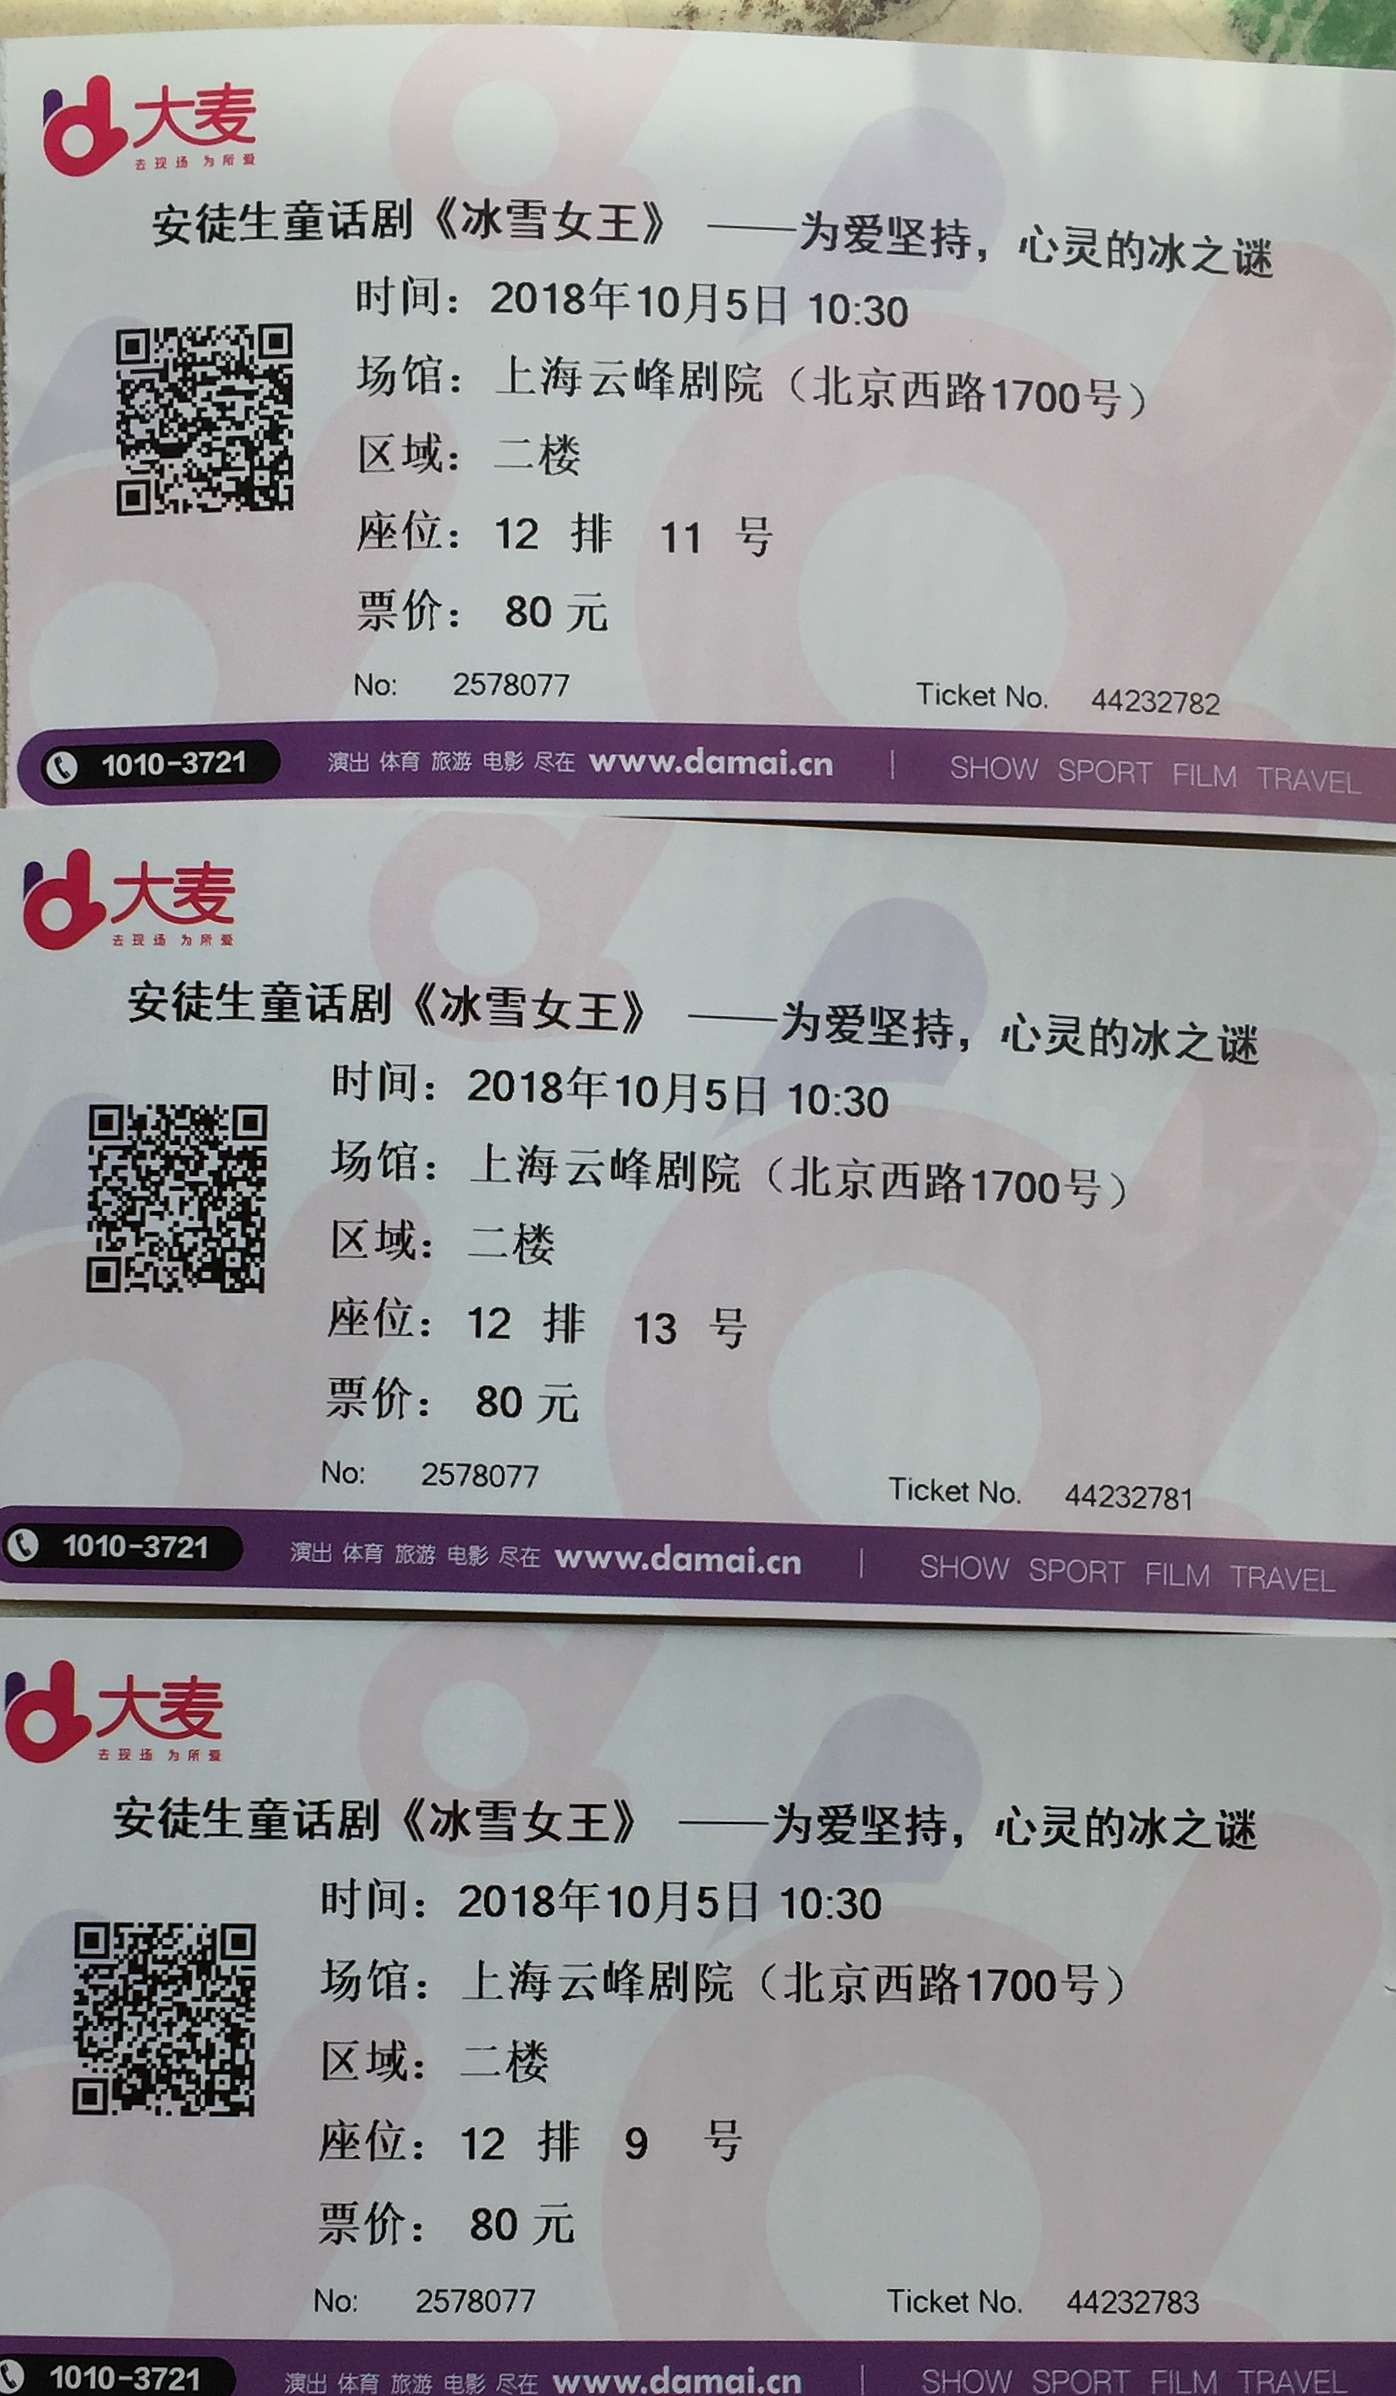 大麦
去现场 为所爱
安徒生童话剧《冰雪女王》 ——为爱坚持，心灵的冰之谜
时间：2018年10月5日 10:30
场馆：上海云峰剧院（北京西路1700号）
区域：二楼
座位：12 排 11 号
票价：80 元
No: 2578077 Ticket No. 44232782
1010-3721 演出 体育 旅游 电影 尽在 www.damai.cn | SHOW SPORT FILM TRAVEL
大麦
去现场 为所爱
安徒生童话剧《冰雪女王》 ——为爱坚持，心灵的冰之谜
时间：2018年10月5日 10:30
场馆：上海云峰剧院（北京西路1700号）
区域：二楼
座位：12 排 13 号
票价：80 元
No: 2578077 Ticket No. 44232781
1010-3721 演出 体育 旅游 电影 尽在 www.damai.cn | SHOW SPORT FILM TRAVEL
大麦
去现场 为所爱
安徒生童话剧《冰雪女王》 ——为爱坚持，心灵的冰之谜
时间：2018年10月5日 10:30
场馆：上海云峰剧院（北京西路1700号）
区域：二楼
座位：12 排 9 号
票价：80 元
No: 2578077 Ticket No. 44232783
1010-3721 演出 体育 旅游 电影 尽在 www.damai.cn | SHOW SPORT FILM TRAVEL